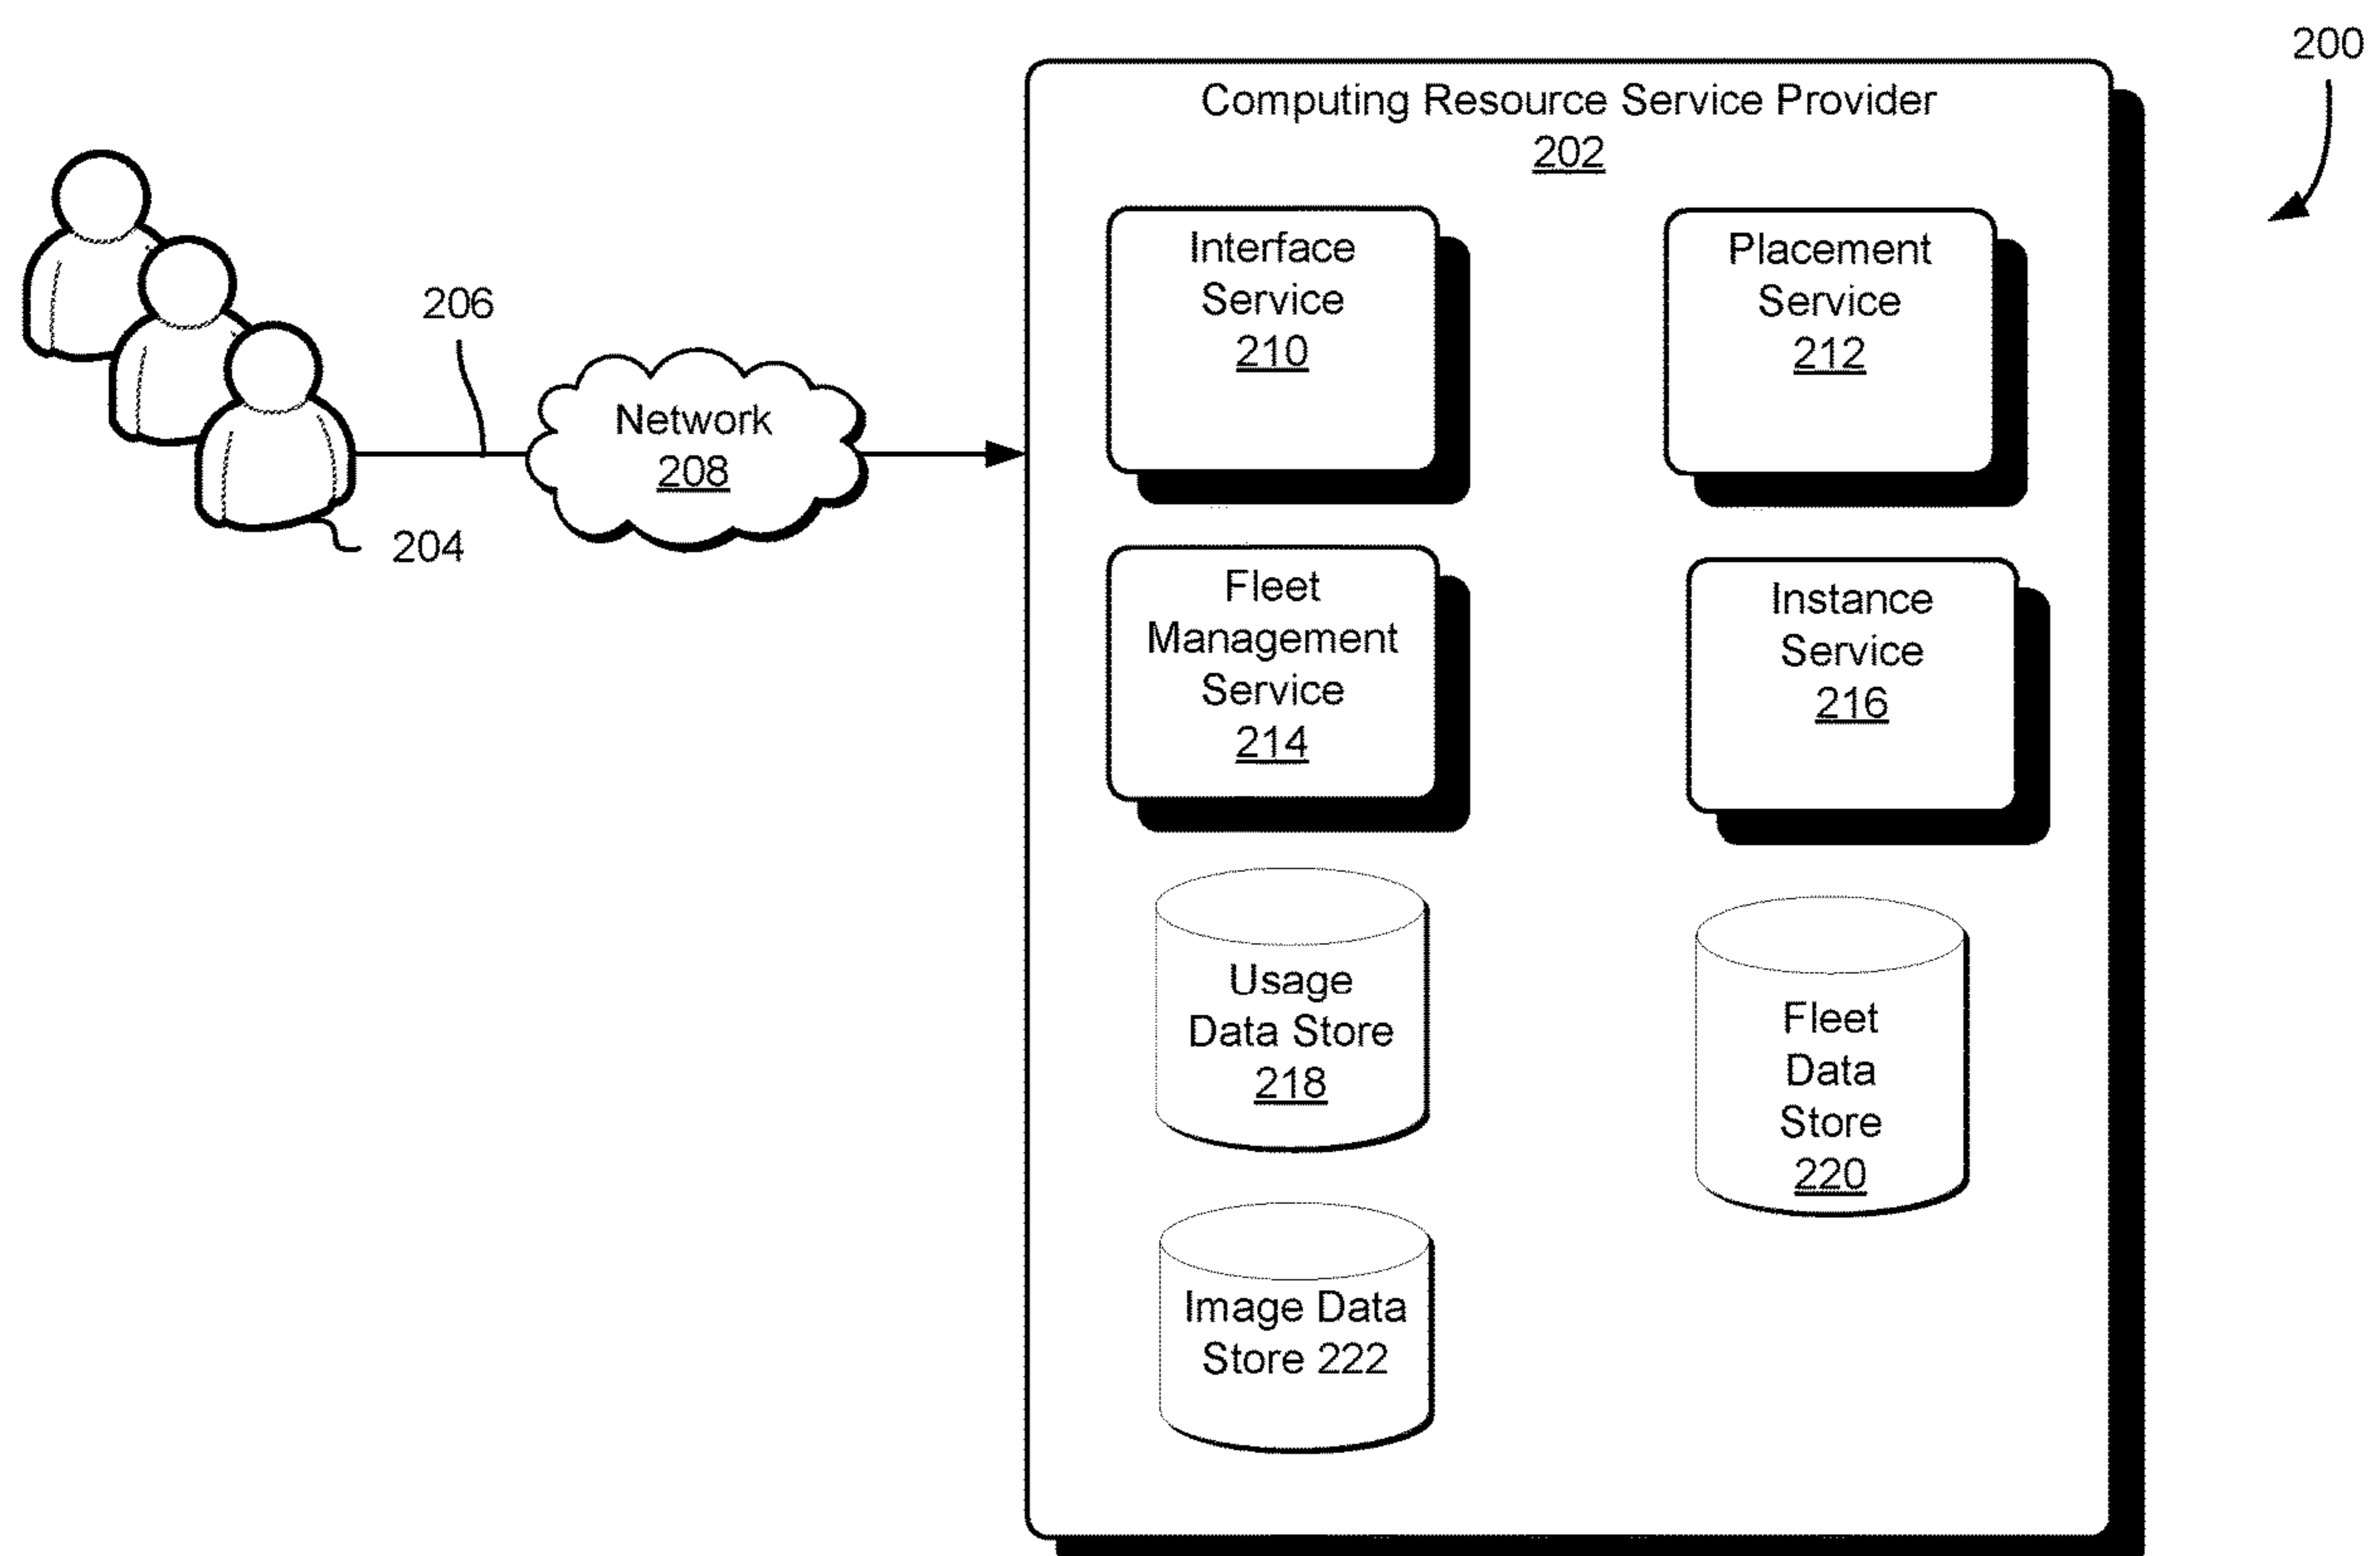 200
Computing Resource Service Provider
202
Interface
Service
210
Placement
Service
212
206
Network
208
204
Fleet
Management
Service
214
Instance
Service
216
Usage
Data Store
218
Fleet
Data
Store
220
Image Data
Store 222